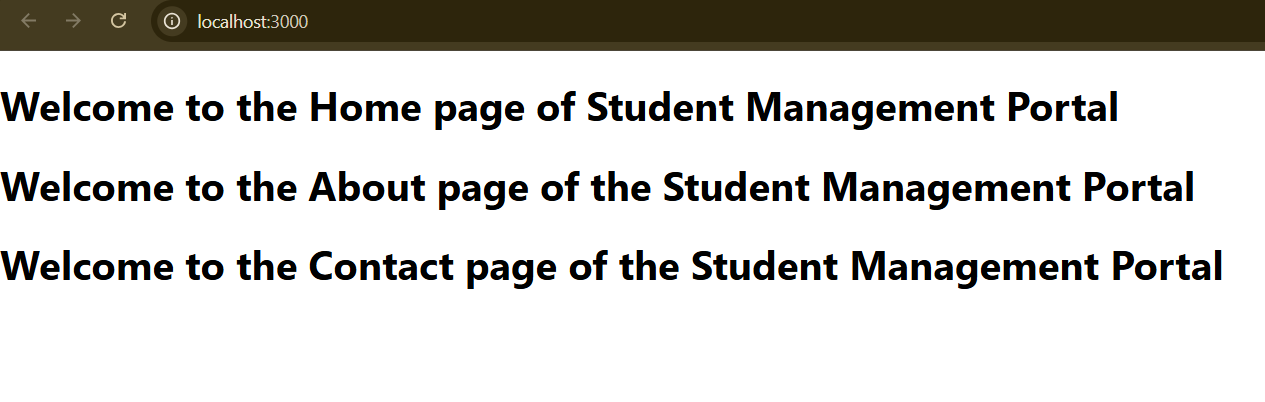 localhost:3000
Welcome to the Home page of Student Management Portal
Welcome to the About page of the Student Management Portal
Welcome to the Contact page of the Student Management Portal